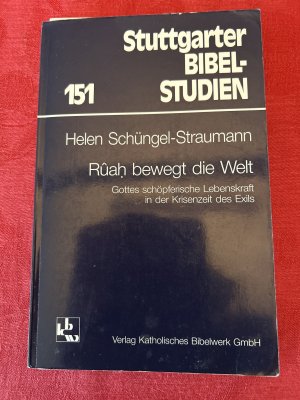 Stuttgarter
BIBEL-
151 STUDIEN
Helen Schüngel-Straumann
Rûaḥ bewegt die Welt
Gottes schöpferische Lebenskraft
in der Krisenzeit des Exils
kbw
Verlag Katholisches Bibelwerk GmbH